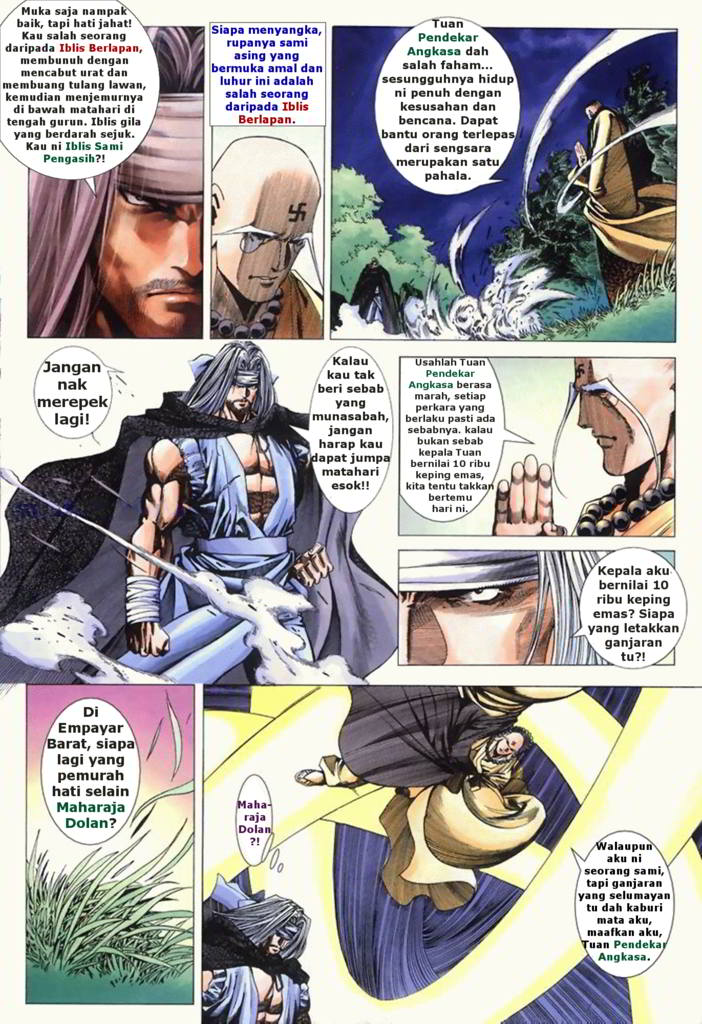 Muka saja nampak
baik, tapi hati jahat!
Kau salah seorang
daripada Iblis Berlapan,
membunuh dengan
mencabut urat dan
membuang tulang lawan,
kemudian menjemurnya
di bawah matahari di
tengah gurun. Iblis gila
yang berdarah sejuk.
Kau ni Iblis Sami
Pengasih?!
Siapa menyangka,
rupanya sami
asing yang
bermuka amal dan
luhur ini adalah
salah seorang
daripada Iblis
Berlapan.
卐
Tuan
Pendekar
Angkasa dah
salah faham...
sesungguhnya hidup
ni penuh dengan
kesusahan dan
bencana. Dapat
bantu orang terlepas
dari sengsara
merupakan satu
pahala.
Jangan
nak
merepek
lagi!
Kalau
kau tak
beri sebab
yang
munasabah,
jangan
harap kau
dapat jumpa
matahari
esok!!
Usahlah Tuan
Pendekar
Angkasa berasa
marah, setiap
perkara yang
berlaku pasti ada
sebabnya. kalau
bukan sebab
kepala Tuan
bernilai 10 ribu
keping emas,
kita tentu takkan
bertemu
hari ni.
Kepala aku
bernilai 10
ribu keping
emas? Siapa
yang letakkan
ganjaran
tu?!
Di
Empayar
Barat, siapa
lagi yang
pemurah
hati selain
Maharaja
Dolan?
Maha-
raja
Dolan
?!
Walaupun
aku ni
seorang sami,
tapi ganjaran
yang selumayan
tu dah kaburi
mata aku,
maafkan aku,
Tuan Pendekar
Angkasa.